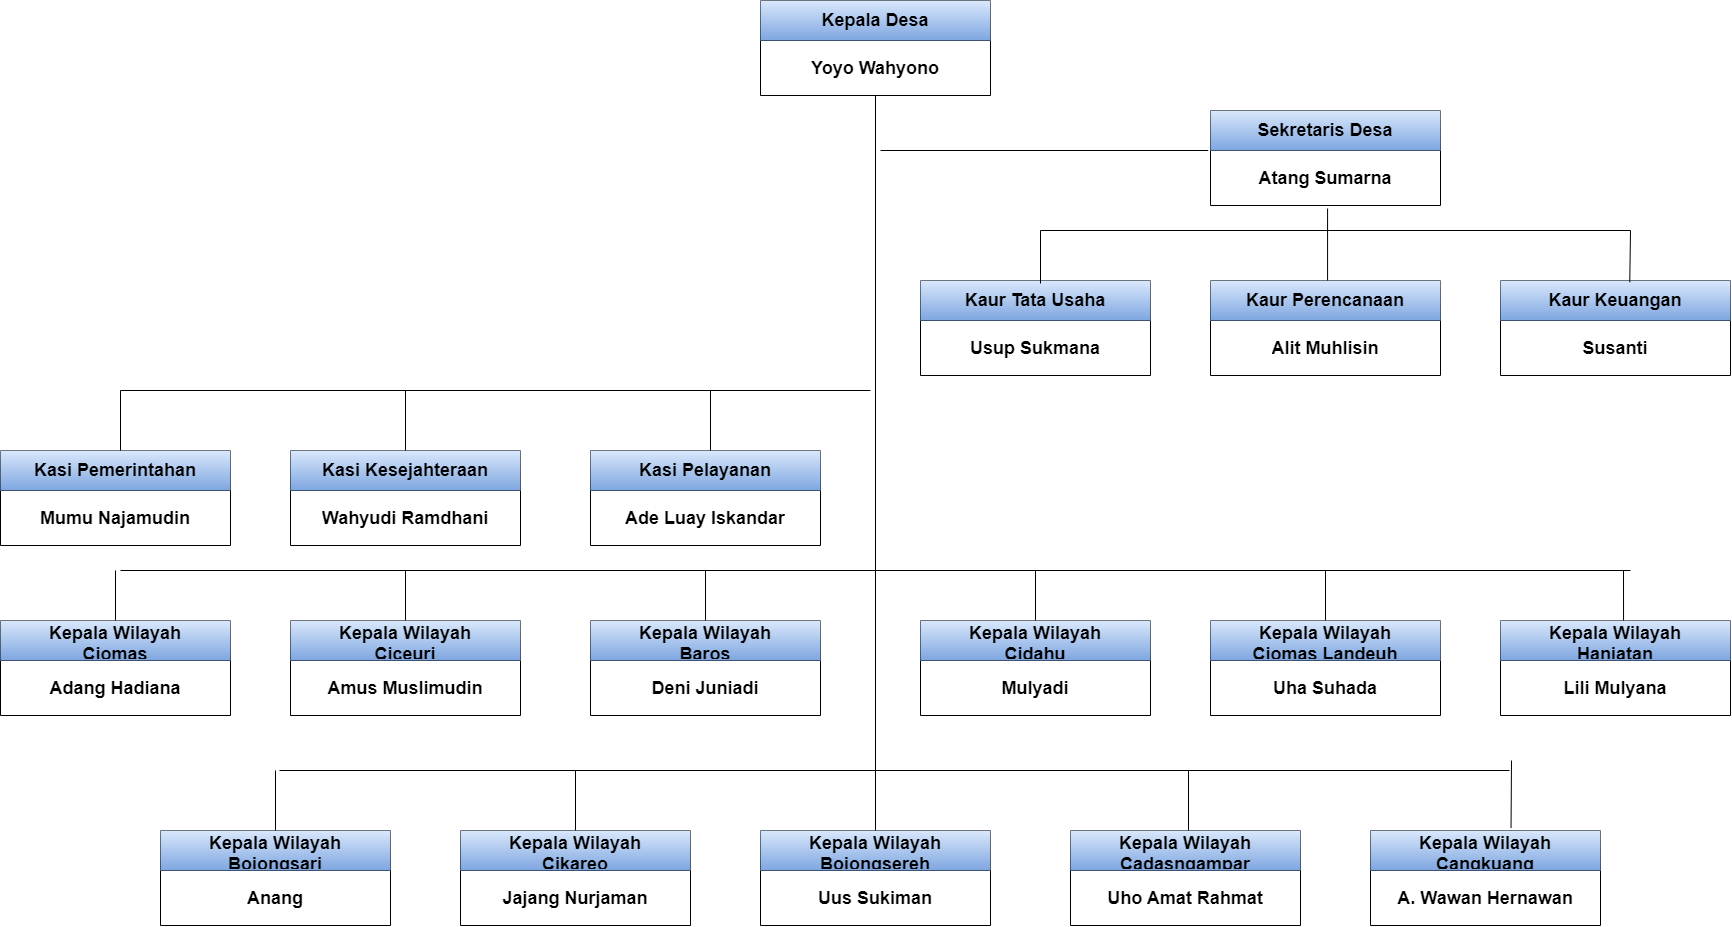 Kepala Desa
Yoyo Wahyono
Sekretaris Desa
Atang Sumarna
Kaur Tata Usaha
Usup Sukmana
Kaur Perencanaan
Alit Muhlisin
Kaur Keuangan
Susanti
Kasi Pemerintahan
Mumu Najamudin
Kasi Kesejahteraan
Wahyudi Ramdhani
Kasi Pelayanan
Ade Luay Iskandar
Kepala Wilayah
Ciomas
Adang Hadiana
Kepala Wilayah
Ciceuri
Amus Muslimudin
Kepala Wilayah
Baros
Deni Juniadi
Kepala Wilayah
Cidahu
Mulyadi
Kepala Wilayah
Ciomas Landeuh
Uha Suhada
Kepala Wilayah
Lili Mulyana
Kepala Wilayah
Bojongsari
Anang
Kepala Wilayah
Cikareo
Jajang Nurjaman
Kepala Wilayah
Bojongsereh
Uus Sukiman
Kepala Wilayah
Cadasngampar
Uho Amat Rahmat
Kepala Wilayah
Cangkuang
A. Wawan Hernawan